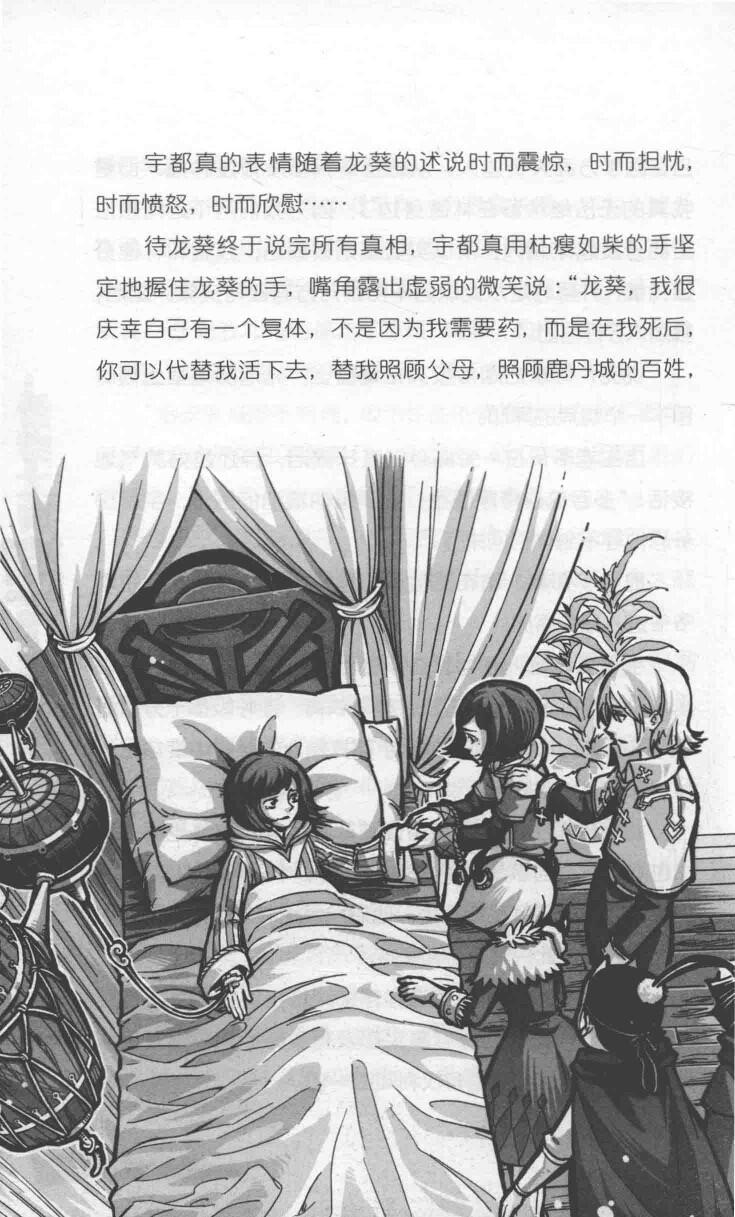 宇都真的表情随着龙葵的述说时而震惊，时而担忧，
时而愤怒，时而欣慰……
待龙葵终于说完所有真相，宇都真用枯瘦如柴的手坚
定地握住龙葵的手，嘴角露出虚弱的微笑说：“龙葵，我很
庆幸自己有一个复体，不是因为我需要药，而是在我死后，
你可以代替我活下去，替我照顾父母，照顾鹿丹城的百姓，